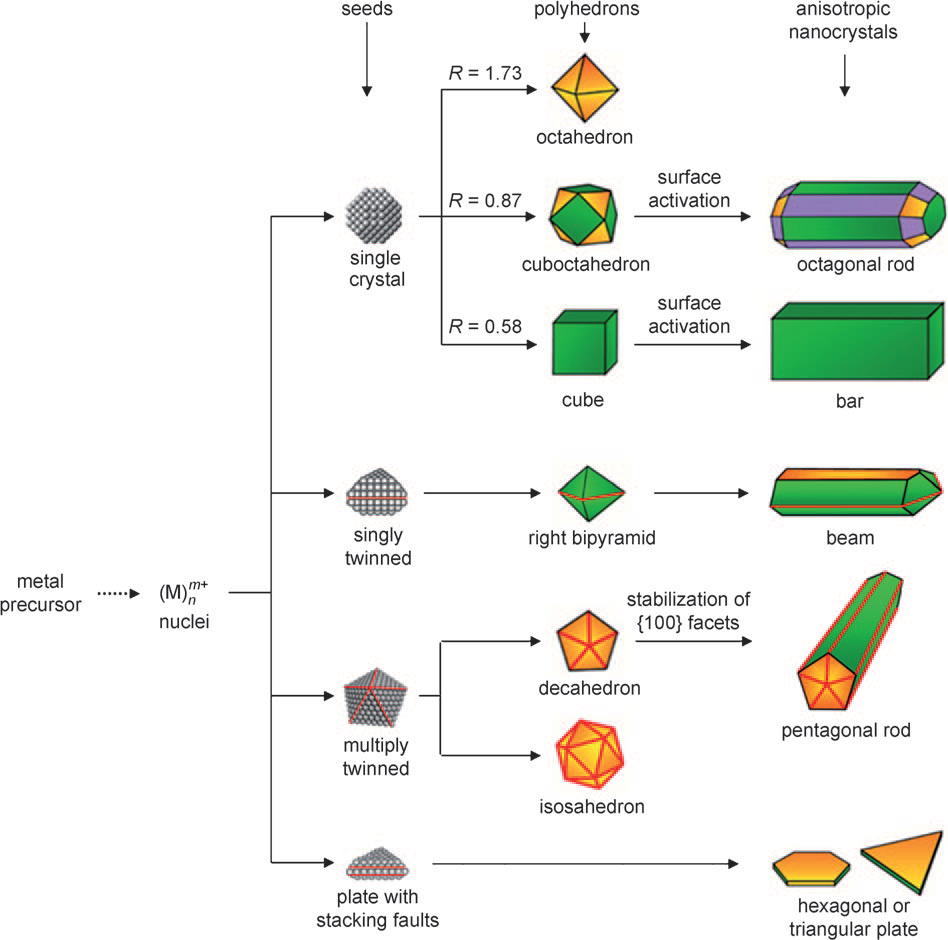 seeds
polyhedrons
anisotropic
nanocrystals
R = 1.73
octahedron
single
crystal
R = 0.87
cuboctahedron
surface
activation
octagonal rod
R = 0.58
cube
surface
activation
bar
singly
twinned
right bipyramid
beam
metal
precursor
(M)ₙᵐ⁺
nuclei
multiply
twinned
decahedron
stabilization of
{100} facets
pentagonal rod
isosahedron
plate with
stacking faults
hexagonal or
triangular plate